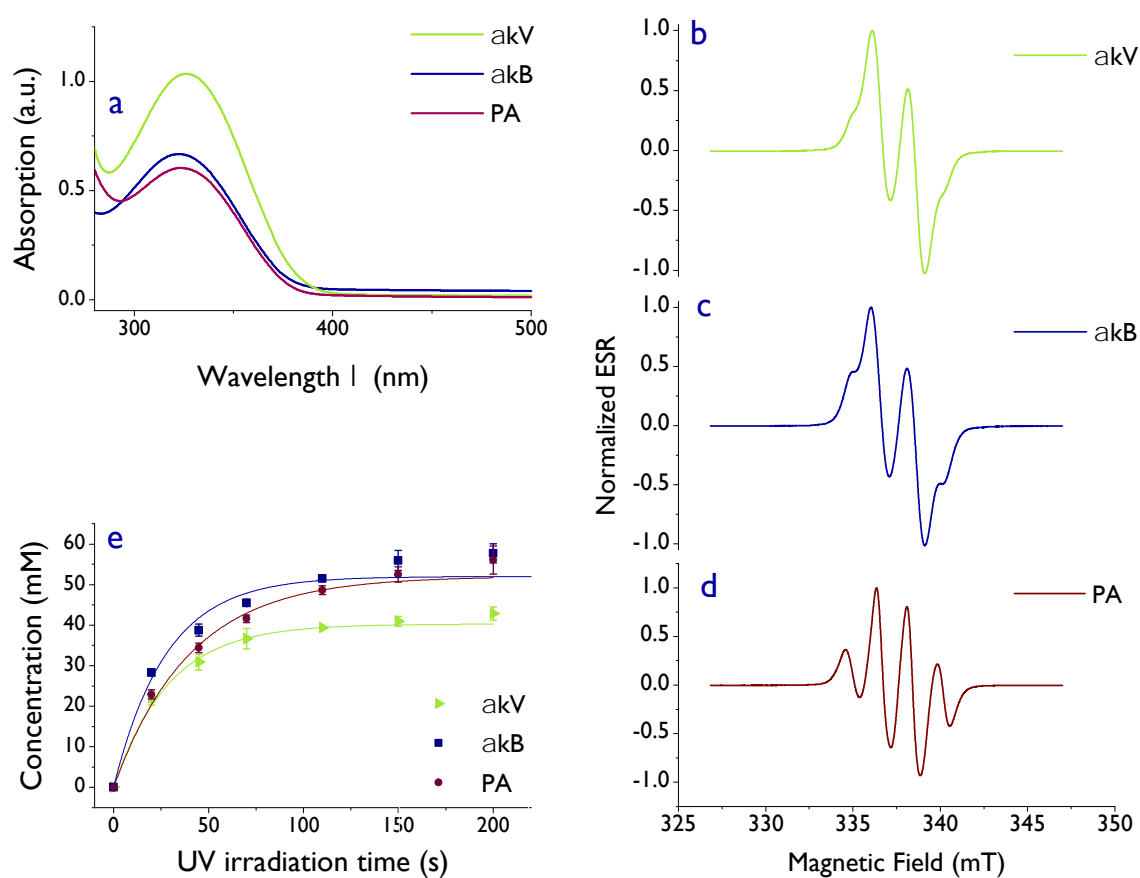 a
akV
akB
PA
1.0
0.5
0.0
300
400
500
Absorption (a.u.)
Wavelength l (nm)
b
akV
1.0
0.5
0.0
-0.5
-1.0
c
akB
1.0
0.5
0.0
-0.5
-1.0
Normalized ESR
d
PA
1.0
0.5
0.0
-0.5
-1.0
325
330
335
340
345
350
Magnetic Field (mT)
e
60
50
40
30
20
10
0
akV
akB
PA
0
50
100
150
200
Concentration (mM)
UV irradiation time (s)